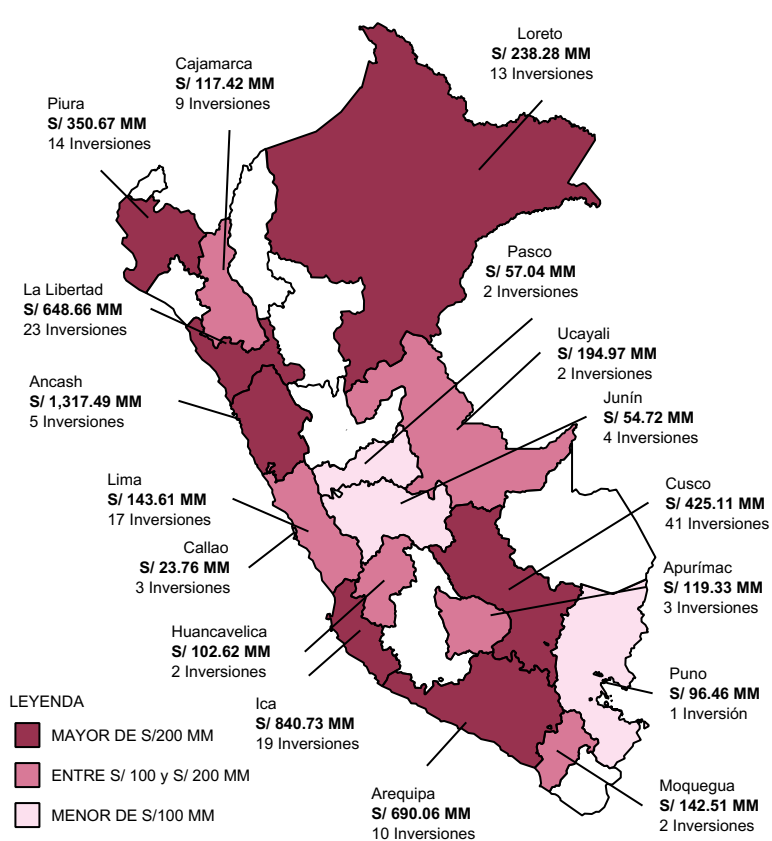 Loreto
S/ 238.28 MM
13 Inversiones
Cajamarca
S/ 117.42 MM
9 Inversiones
Piura
S/ 350.67 MM
14 Inversiones
Pasco
S/ 57.04 MM
2 Inversiones
La Libertad
S/ 648.66 MM
23 Inversiones
Ucayali
S/ 194.97 MM
2 Inversiones
Ancash
S/ 1,317.49 MM
5 Inversiones
Junín
S/ 54.72 MM
4 Inversiones
Lima
S/ 143.61 MM
17 Inversiones
Cusco
S/ 425.11 MM
41 Inversiones
Callao
S/ 23.76 MM
3 Inversiones
Apurímac
S/ 119.33 MM
3 Inversiones
Huancavelica
S/ 102.62 MM
2 Inversiones
Puno
S/ 96.46 MM
1 Inversión
Ica
S/ 840.73 MM
19 Inversiones
Arequipa
S/ 690.06 MM
10 Inversiones
Moquegua
S/ 142.51 MM
2 Inversiones
LEYENDA
MAYOR DE S/200 MM
ENTRE S/ 100 y S/ 200 MM
MENOR DE S/100 MM